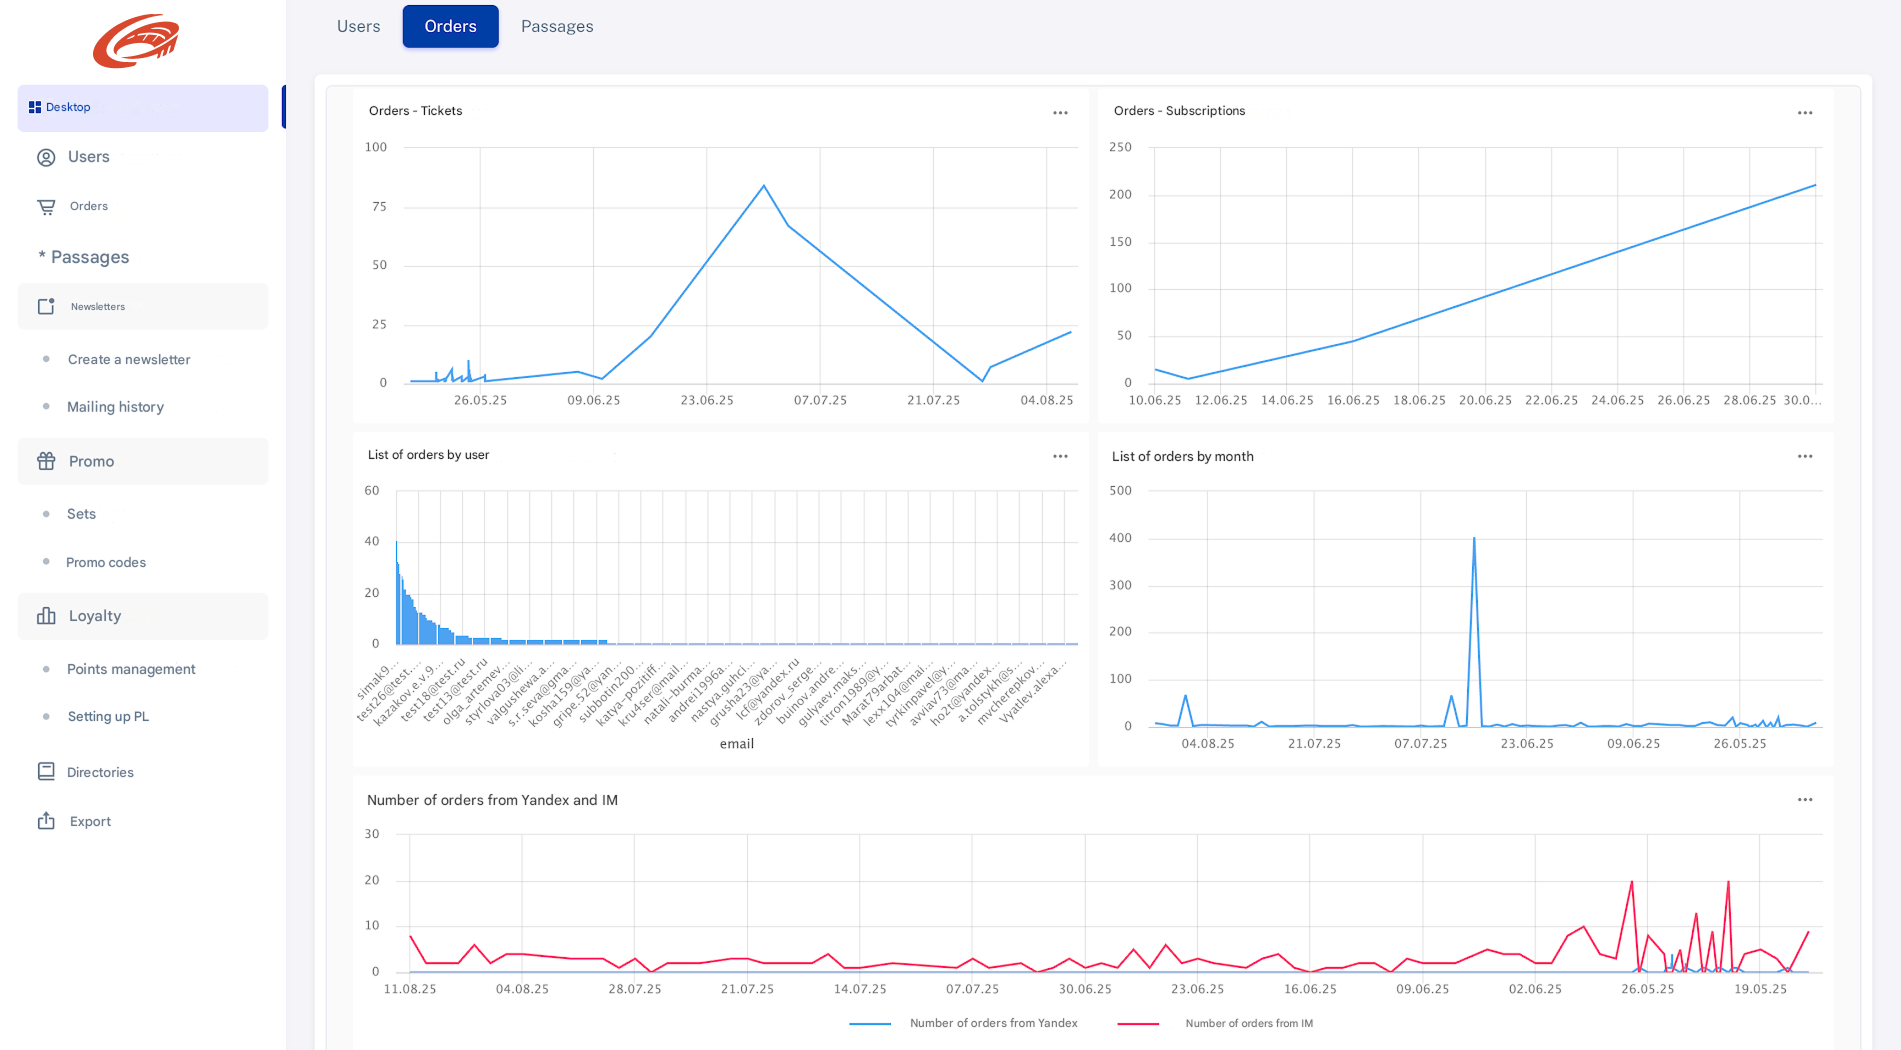 Users
Orders
Passages
Desktop
Users
Orders
* Passages
Newsletters
Create a newsletter
Mailing history
Promo
Sets
Promo codes
Loyalty
Points management
Setting up PL
Directories
Export
Orders - Tickets
100
75
50
25
0
26.05.25 09.06.25 23.06.25 07.07.25 21.07.25 04.08.25
Orders - Subscriptions
250
200
150
100
50
0
10.06.25 12.06.25 14.06.25 16.06.25 18.06.25 20.06.25 22.06.25 24.06.25 26.06.25 28.06.25 30.0...
List of orders by user
60
40
20
0
simak9...
test26@test....
kazakov.e.v.9...
test18@test.ru
test13@test.ru
olga_artemev...
styrlova03@li...
valgushewa.a...
s.r.seva@gma...
kosha159@ya...
gripe.52@yan...
subbotin200...
katya-pozitiff...
kru4ser@mail...
natali-burma...
andrei1996a...
nastya.guhci...
grusha23@ya...
lcf@yandex.ru
zdorov_serge...
buinov.andre...
gulyaev.maks...
titron1989@y...
Marat79arbat...
lexx104@mai...
tyrkinpavel@y...
avviav73@ma...
ho2t@yandex...
a.tolstykh@s...
mvcherepkov...
Vyatlev.alexa...
email
List of orders by month
500
400
300
200
100
0
04.08.25 21.07.25 07.07.25 23.06.25 09.06.25 26.05.25
Number of orders from Yandex and IM
30
20
10
0
11.08.25 04.08.25 28.07.25 21.07.25 14.07.25 07.07.25 30.06.25 23.06.25 16.06.25 09.06.25 02.06.25 26.05.25 19.05.25
Number of orders from Yandex
Number of orders from IM